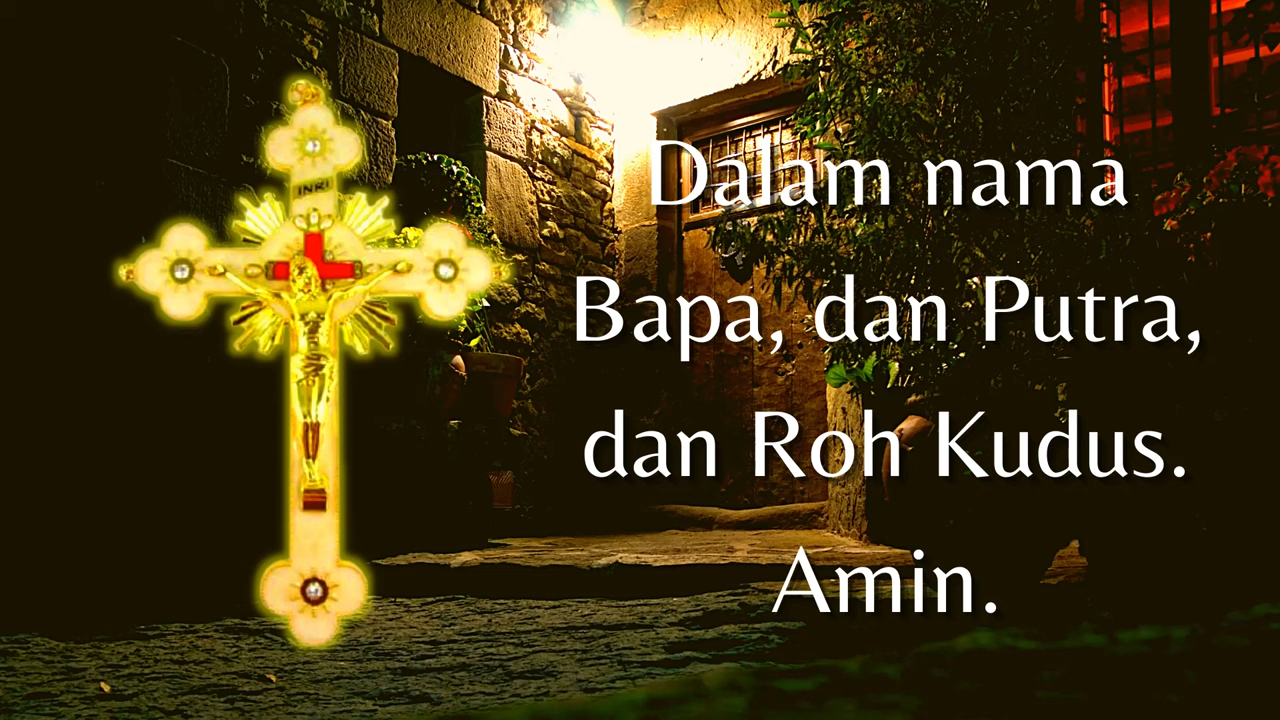 INRI
Dalam nama
Bapa, dan Putra,
dan Roh Kudus.
Amin.